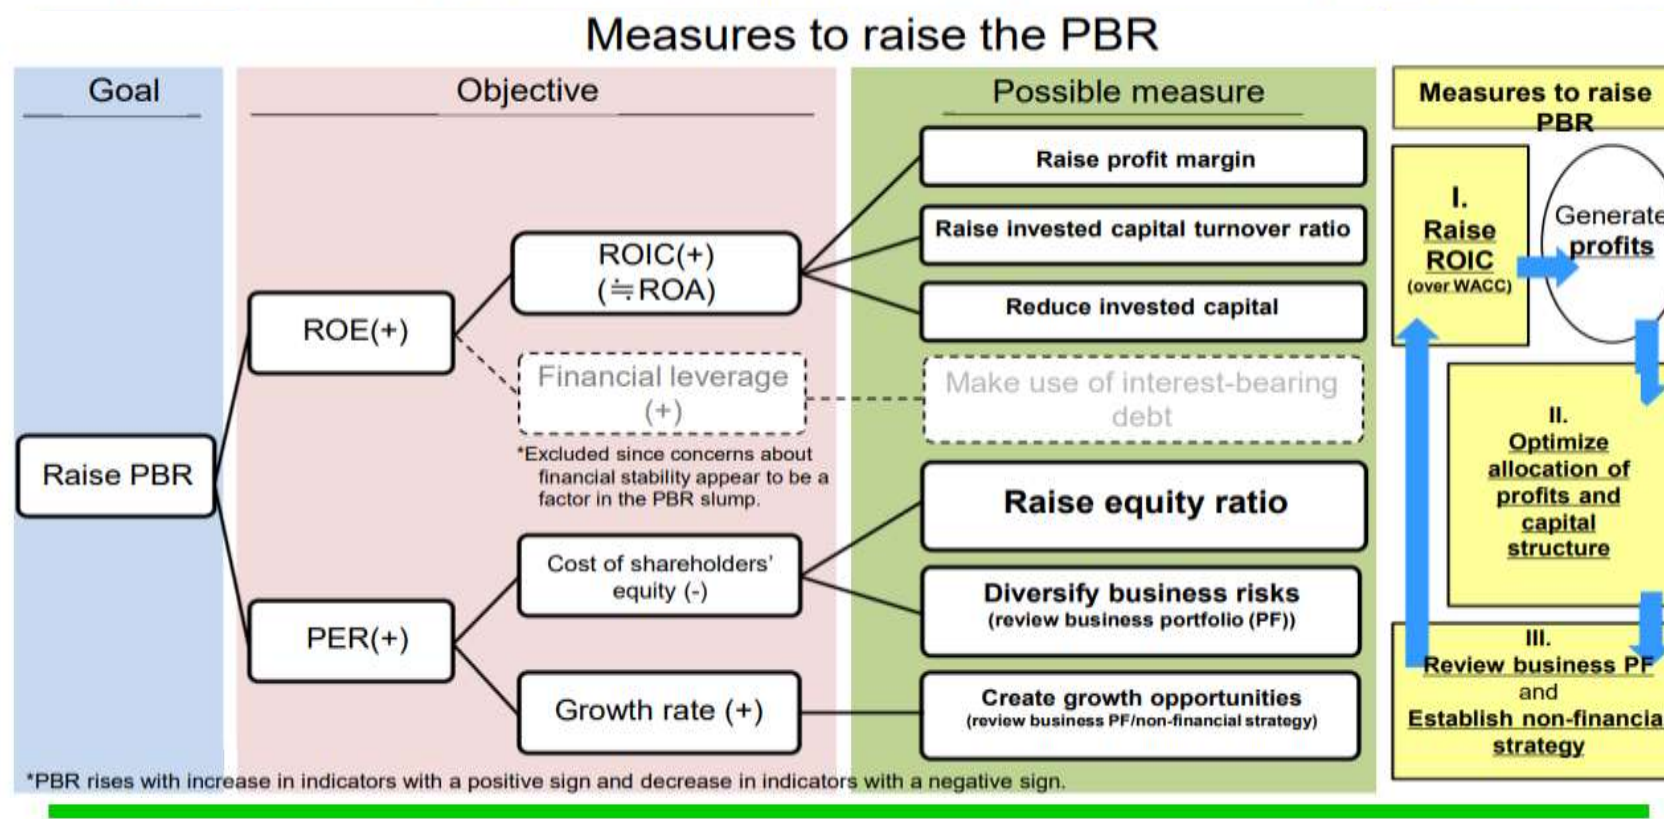 Measures to raise the PBR
Goal
Objective
Possible measure
Raise PBR
ROE(+)
PER(+)
ROIC(+)
(≒ROA)
Financial leverage
(+)
*Excluded since concerns about
financial stability appear to be a
factor in the PBR slump.
Cost of shareholders'
equity (-)
Growth rate (+)
Raise profit margin
Raise invested capital turnover ratio
Reduce invested capital
Make use of interest-bearing
debt
Raise equity ratio
Diversify business risks
(review business portfolio (PF))
Create growth opportunities
(review business PF/non-financial strategy)
*PBR rises with increase in indicators with a positive sign and decrease in indicators with a negative sign.
Measures to raise
PBR
I.
Raise
ROIC
(over WACC)
Generate
profits
II.
Optimize
allocation of
profits and
capital
structure
III.
Review business PF
and
Establish non-financia
strategy